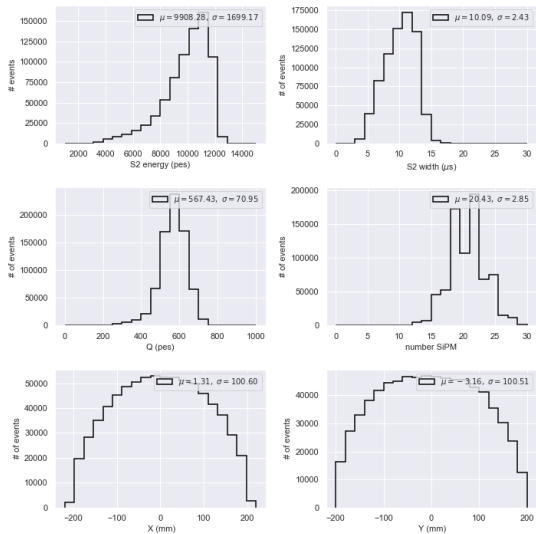 # of events
150000
125000
100000
75000
50000
25000
0
μ=9908.28, σ=1699.17
2000 4000 6000 8000 10000 12000 14000
S2 energy (pes)
# of events
175000
150000
125000
100000
75000
50000
25000
0
μ=10.09, σ=2.43
0 5 10 15 20 25 30
S2 width (μs)
# of events
200000
150000
100000
50000
0
μ=567.43, σ=70.95
0 200 400 600 800 1000
Q (pes)
# of events
200000
150000
100000
50000
0
μ=20.43, σ=2.85
0 5 10 15 20 25 30
number SiPM
# of events
50000
40000
30000
20000
10000
0
μ=1.31, σ=100.60
−200 −100 0 100 200
X (mm)
# of events
40000
30000
20000
10000
0
μ=−3.16, σ=100.51
−200 −100 0 100 200
Y (mm)